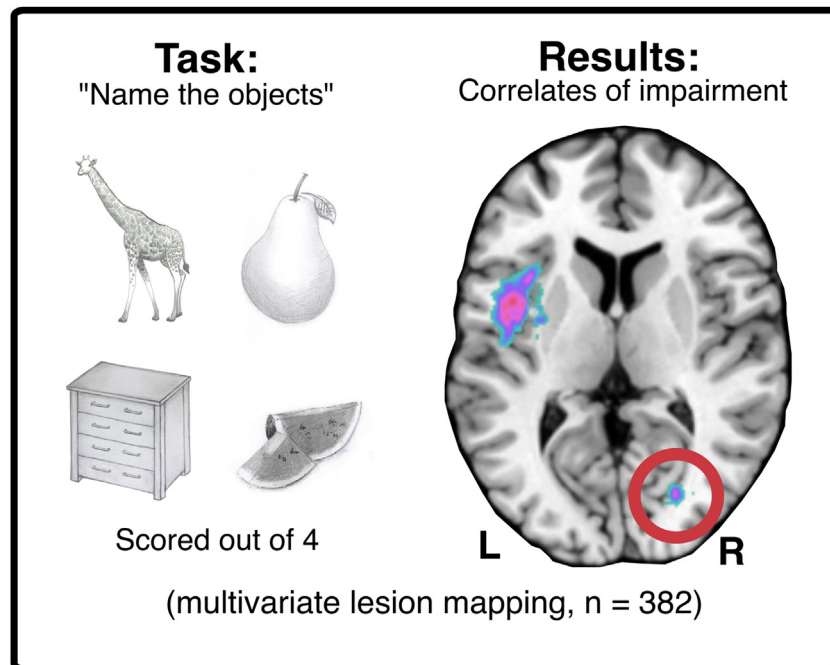 Task:
"Name the objects"
Results:
Correlates of impairment
Scored out of 4
L
R
(multivariate lesion mapping, n = 382)